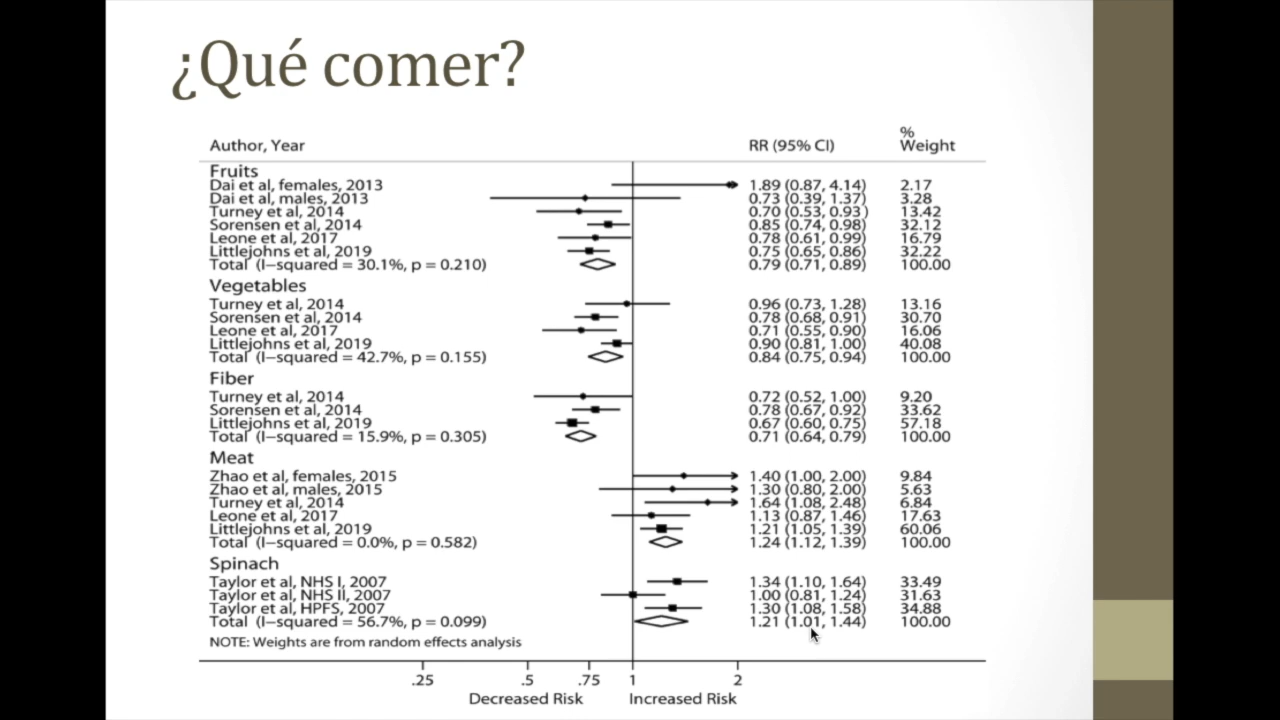 ¿Qué comer?
Author, Year RR (95% CI) % Weight
Fruits
Dai et al, females, 2013 1.89 (0.87, 4.14) 2.17
Dai et al, males, 2013 0.73 (0.39, 1.37) 3.28
Turney et al, 2014 0.70 (0.53, 0.93) 13.42
Sorensen et al, 2014 0.85 (0.74, 0.98) 32.12
Leone et al, 2017 0.78 (0.61, 0.99) 16.79
Littlejohns et al, 2019 0.75 (0.65, 0.86) 32.22
Total (I−squared = 30.1%, p = 0.210) 0.79 (0.71, 0.89) 100.00
Vegetables
Turney et al, 2014 0.96 (0.73, 1.28) 13.16
Sorensen et al, 2014 0.78 (0.68, 0.91) 30.70
Leone et al, 2017 0.71 (0.55, 0.90) 16.06
Littlejohns et al, 2019 0.90 (0.81, 1.00) 40.08
Total (I−squared = 42.7%, p = 0.155) 0.84 (0.75, 0.94) 100.00
Fiber
Turney et al, 2014 0.72 (0.52, 1.00) 9.20
Sorensen et al, 2014 0.78 (0.67, 0.92) 33.62
Littlejohns et al, 2019 0.67 (0.60, 0.75) 57.18
Total (I−squared = 15.9%, p = 0.305) 0.71 (0.64, 0.79) 100.00
Meat
Zhao et al, females, 2015 1.40 (1.00, 2.00) 9.84
Zhao et al, males, 2015 1.30 (0.80, 2.00) 5.63
Turney et al, 2014 1.64 (1.08, 2.48) 6.84
Leone et al, 2017 1.13 (0.87, 1.46) 17.63
Littlejohns et al, 2019 1.21 (1.05, 1.39) 60.06
Total (I−squared = 0.0%, p = 0.582) 1.24 (1.12, 1.39) 100.00
Spinach
Taylor et al, NHS I, 2007 1.34 (1.10, 1.64) 33.49
Taylor et al, NHS II, 2007 1.00 (0.81, 1.24) 31.63
Taylor et al, HPFS, 2007 1.30 (1.08, 1.58) 34.88
Total (I−squared = 56.7%, p = 0.099) 1.21 (1.01, 1.44) 100.00
NOTE: Weights are from random effects analysis
.25 .5 .75 1 2
Decreased Risk Increased Risk